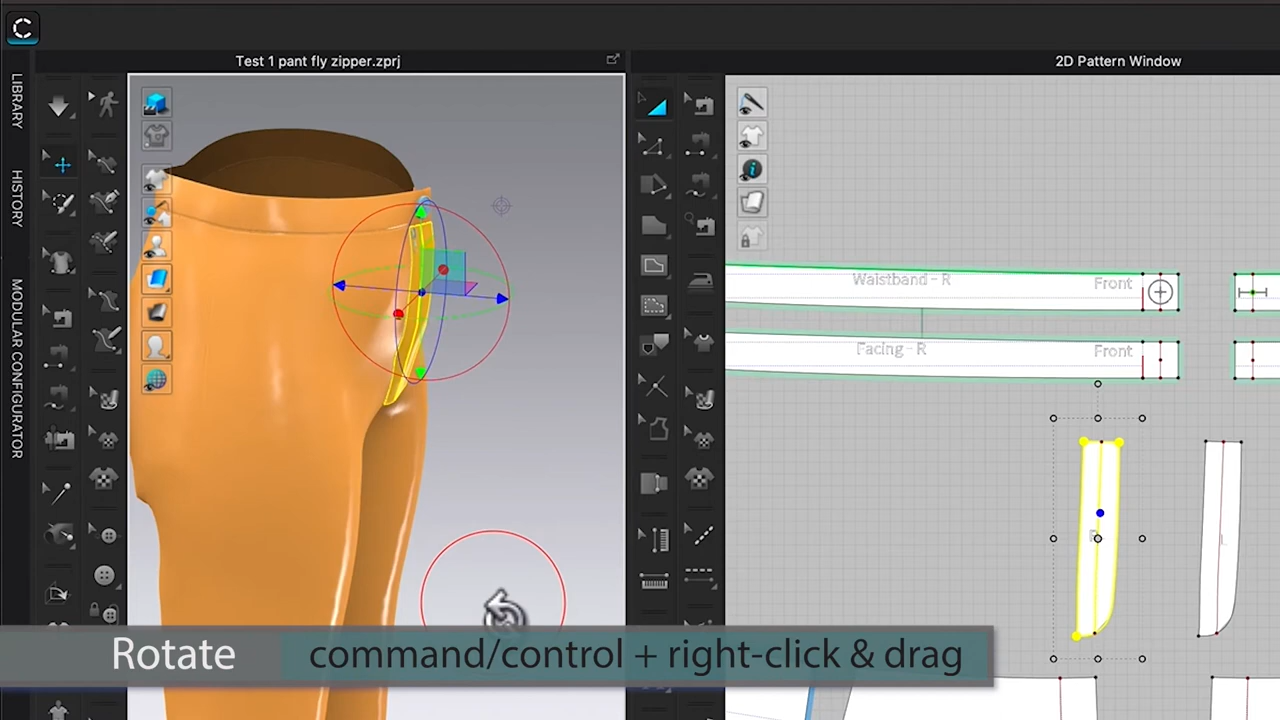 C
Test 1 pant fly zipper.zprj
2D Pattern Window
LIBRARY
HISTORY
MODULAR CONFIGURATOR
Waistband - R
Front
Facing - R
Front
L
Rotate
command/control + right-click & drag